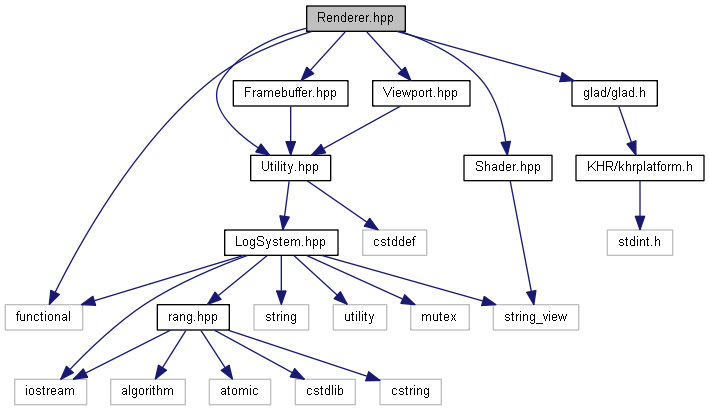 Renderer.hpp
Framebuffer.hpp
Viewport.hpp
glad/glad.h
Utility.hpp
Shader.hpp
KHR/khrplatform.h
LogSystem.hpp
cstddef
stdint.h
functional
rang.hpp
string
utility
mutex
string_view
iostream
algorithm
atomic
cstdlib
cstring